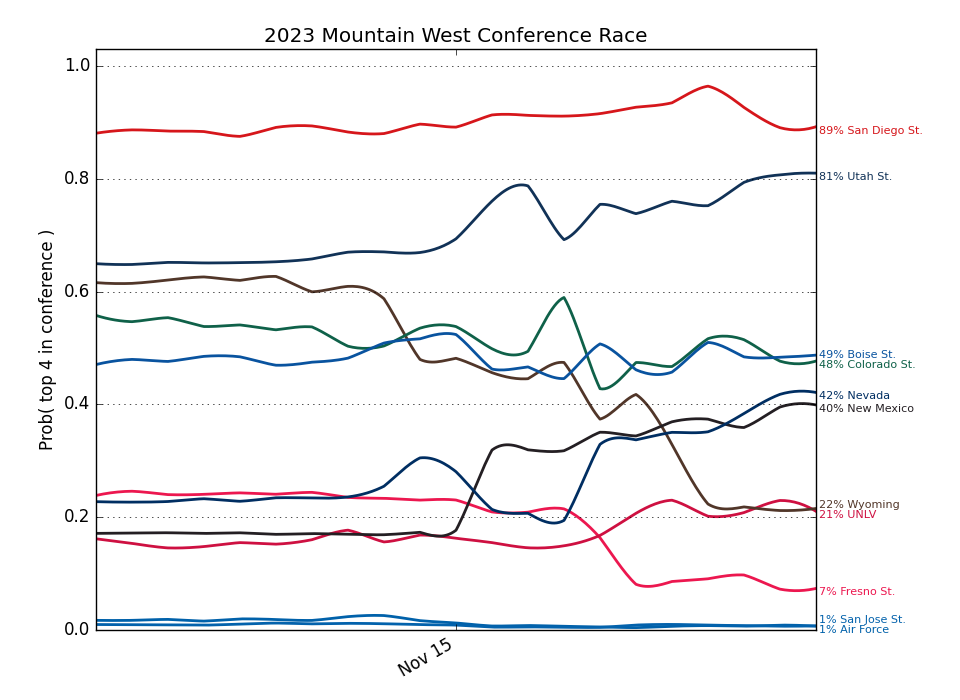 2023 Mountain West Conference Race
Prob( top 4 in conference )
1.0
0.8
0.6
0.4
0.2
0.0
Nov 15
89% San Diego St.
81% Utah St.
49% Boise St.
48% Colorado St.
42% Nevada
40% New Mexico
22% Wyoming
21% UNLV
7% Fresno St.
1% San Jose St.
1% Air Force